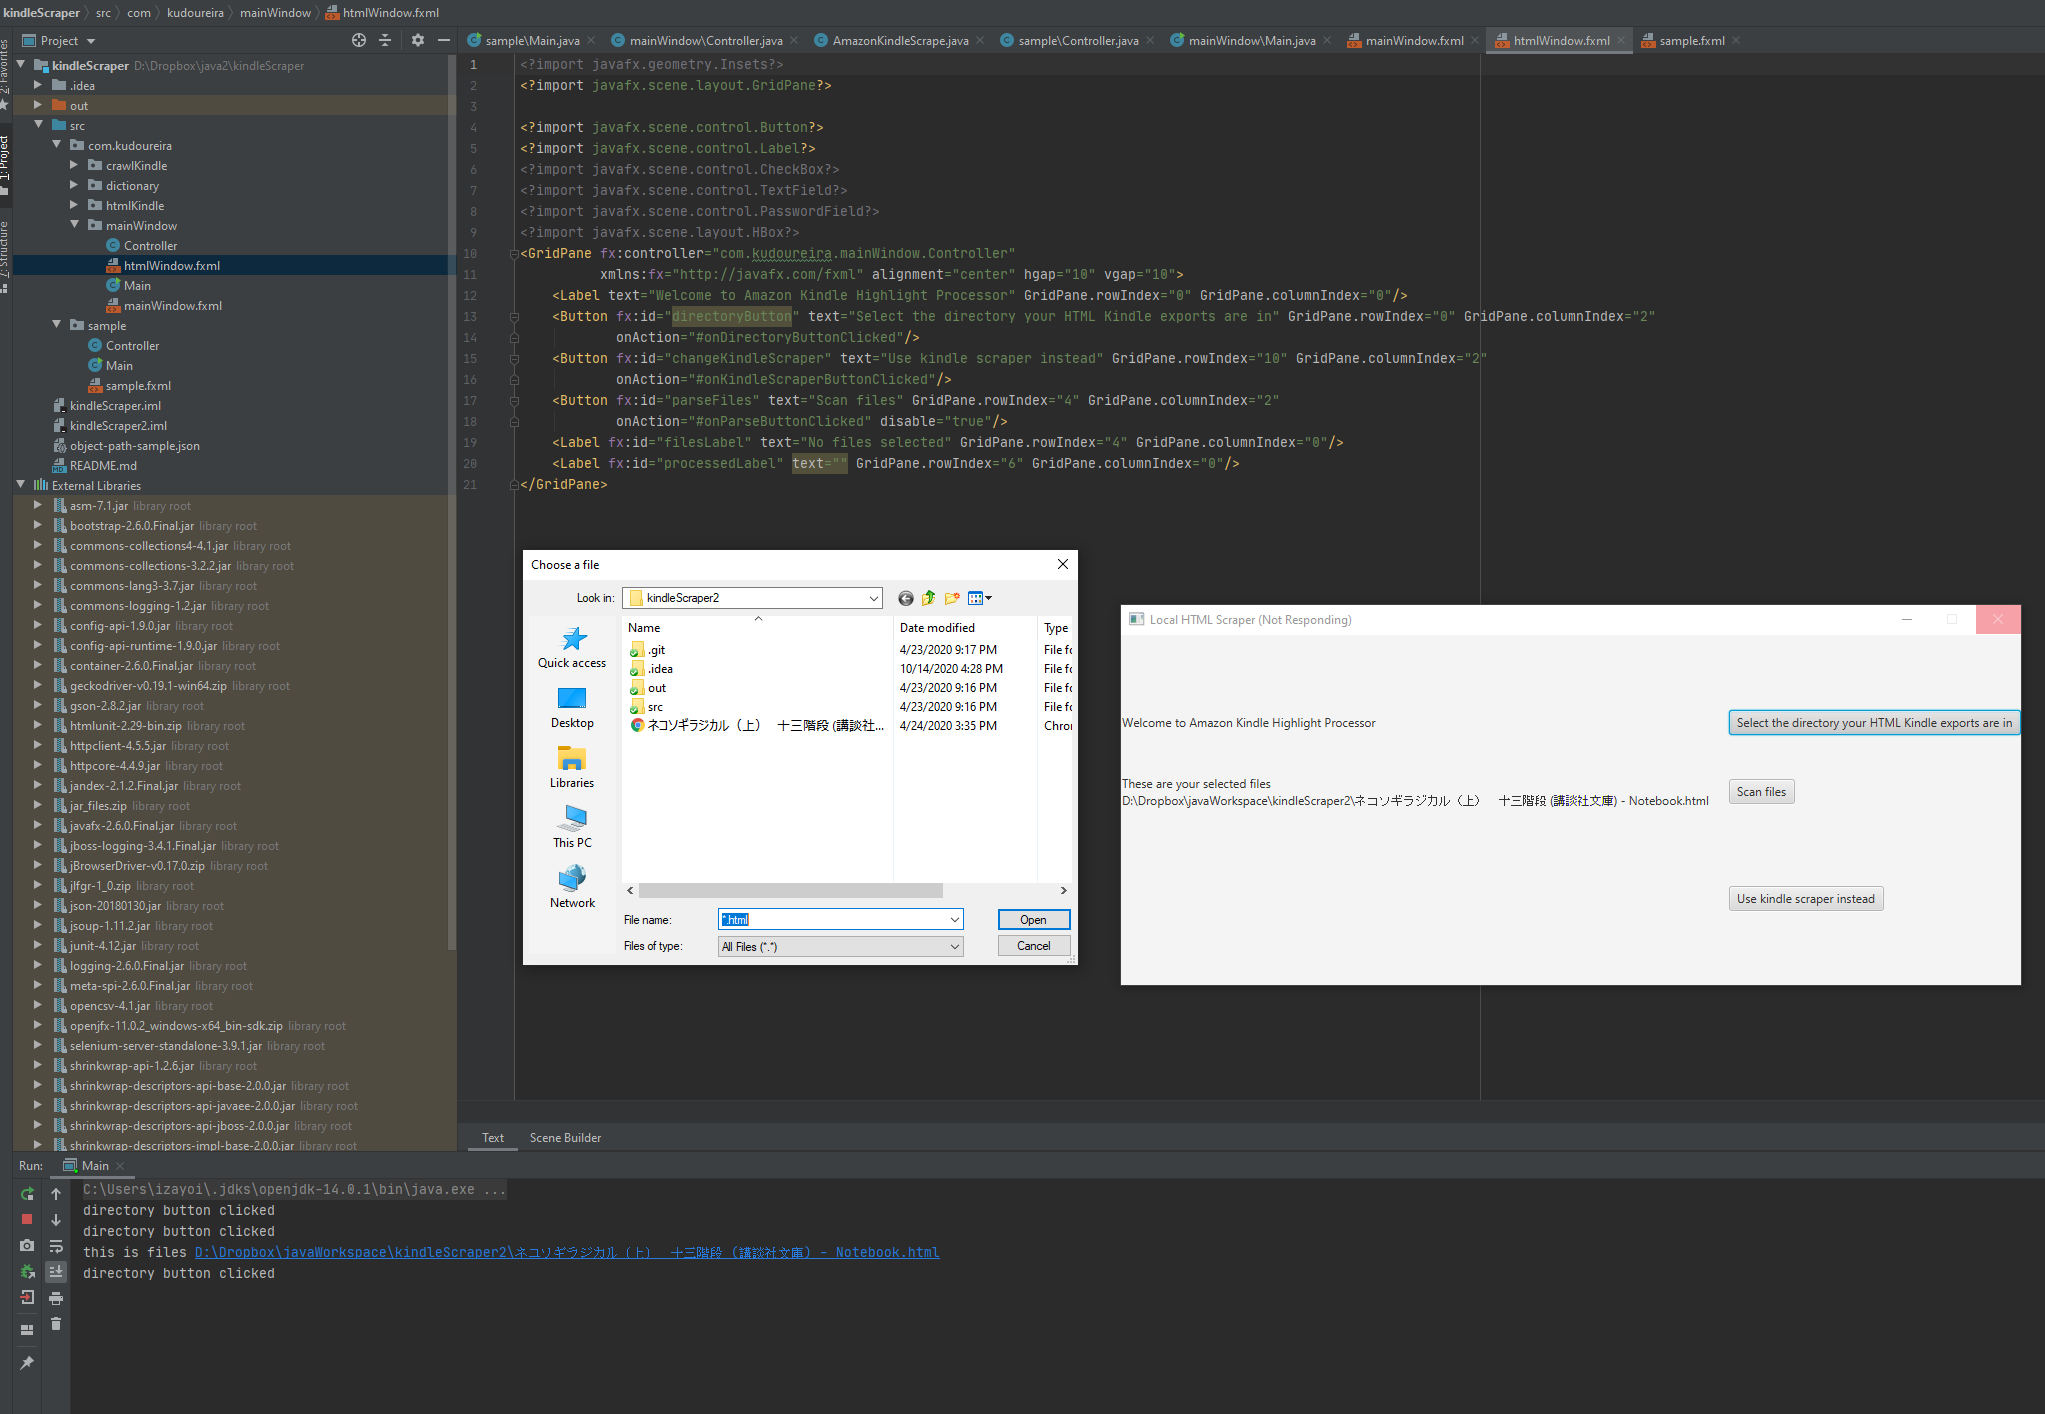 kindleScraper src com kudoureira mainWindow htmlWindow.fxml
2: Favorites
1: Project
7: Structure
Project
kindleScraper D:\Dropbox\java2\kindleScraper
.idea
out
src
com.kudoureira
crawlKindle
dictionary
htmlKindle
mainWindow
Controller
htmlWindow.fxml
Main
mainWindow.fxml
sample
Controller
Main
sample.fxml
kindleScraper.iml
kindleScraper2.iml
object-path-sample.json
README.md
External Libraries
asm-7.1.jar library root
bootstrap-2.6.0.Final.jar library root
commons-collections4-4.1.jar library root
commons-collections-3.2.2.jar library root
commons-lang3-3.7.jar library root
commons-logging-1.2.jar library root
config-api-1.9.0.jar library root
config-api-runtime-1.9.0.jar library root
container-2.6.0.Final.jar library root
geckodriver-v0.19.1-win64.zip library root
gson-2.8.2.jar library root
htmlunit-2.29-bin.zip library root
httpclient-4.5.5.jar library root
httpcore-4.4.9.jar library root
jandex-2.1.2.Final.jar library root
jar_files.zip library root
javafx-2.6.0.Final.jar library root
jboss-logging-3.4.1.Final.jar library root
jBrowserDriver-v0.17.0.zip library root
jlfgr-1_0.zip library root
json-20180130.jar library root
jsoup-1.11.2.jar library root
junit-4.12.jar library root
logging-2.6.0.Final.jar library root
meta-spi-2.6.0.Final.jar library root
opencsv-4.1.jar library root
openjfx-11.0.2_windows-x64_bin-sdk.zip library root
selenium-server-standalone-3.9.1.jar library root
shrinkwrap-api-1.2.6.jar library root
shrinkwrap-descriptors-api-base-2.0.0.jar library root
shrinkwrap-descriptors-api-javaee-2.0.0.jar library root
shrinkwrap-descriptors-api-jboss-2.0.0.jar library root
shrinkwrap-descriptors-impl-base-2.0.0.jar library root
sample\Main.java mainWindow\Controller.java AmazonKindleScrape.java sample\Controller.java mainWindow\Main.java mainWindow.fxml htmlWindow.fxml sample.fxml
1 <?import javafx.geometry.Insets?>
2 <?import javafx.scene.layout.GridPane?>
3
4 <?import javafx.scene.control.Button?>
5 <?import javafx.scene.control.Label?>
6 <?import javafx.scene.control.CheckBox?>
7 <?import javafx.scene.control.TextField?>
8 <?import javafx.scene.control.PasswordField?>
9 <?import javafx.scene.layout.HBox?>
10 <GridPane fx:controller="com.kudoureira.mainWindow.Controller"
11 xmlns:fx="http://javafx.com/fxml" alignment="center" hgap="10" vgap="10">
12 <Label text="Welcome to Amazon Kindle Highlight Processor" GridPane.rowIndex="0" GridPane.columnIndex="0"/>
13 <Button fx:id="directoryButton" text="Select the directory your HTML Kindle exports are in" GridPane.rowIndex="0" GridPane.columnIndex="2"
14 onAction="#onDirectoryButtonClicked"/>
15 <Button fx:id="changeKindleScraper" text="Use kindle scraper instead" GridPane.rowIndex="10" GridPane.columnIndex="2"
16 onAction="#onKindleScraperButtonClicked"/>
17 <Button fx:id="parseFiles" text="Scan files" GridPane.rowIndex="4" GridPane.columnIndex="2"
18 onAction="#onParseButtonClicked" disable="true"/>
19 <Label fx:id="filesLabel" text="No files selected" GridPane.rowIndex="4" GridPane.columnIndex="0"/>
20 <Label fx:id="processedLabel" text="" GridPane.rowIndex="6" GridPane.columnIndex="0"/>
21 </GridPane>
Choose a file
Look in: kindleScraper2
Quick access
Desktop
Libraries
This PC
Network
Name Date modified Type
.git 4/23/2020 9:17 PM File fo
.idea 10/14/2020 4:28 PM File fo
out 4/23/2020 9:16 PM File fo
src 4/23/2020 9:16 PM File fo
ネコソギラジカル（上）　十三階段 (講談社... 4/24/2020 3:35 PM Chror
File name: *.html Open
Files of type: All Files (*.*) Cancel
Local HTML Scraper (Not Responding)
Welcome to Amazon Kindle Highlight Processor
Select the directory your HTML Kindle exports are in
These are your selected files
D:\Dropbox\javaWorkspace\kindleScraper2\ネコソギラジカル（上）　十三階段 (講談社文庫) - Notebook.html
Scan files
Use kindle scraper instead
Text Scene Builder
Run: Main
C:\Users\izayoi\.jdks\openjdk-14.0.1\bin\java.exe ...
directory button clicked
directory button clicked
this is files D:\Dropbox\javaWorkspace\kindleScraper2\ネコソギラジカル（上）　十三階段 (講談社文庫) - Notebook.html
directory button clicked